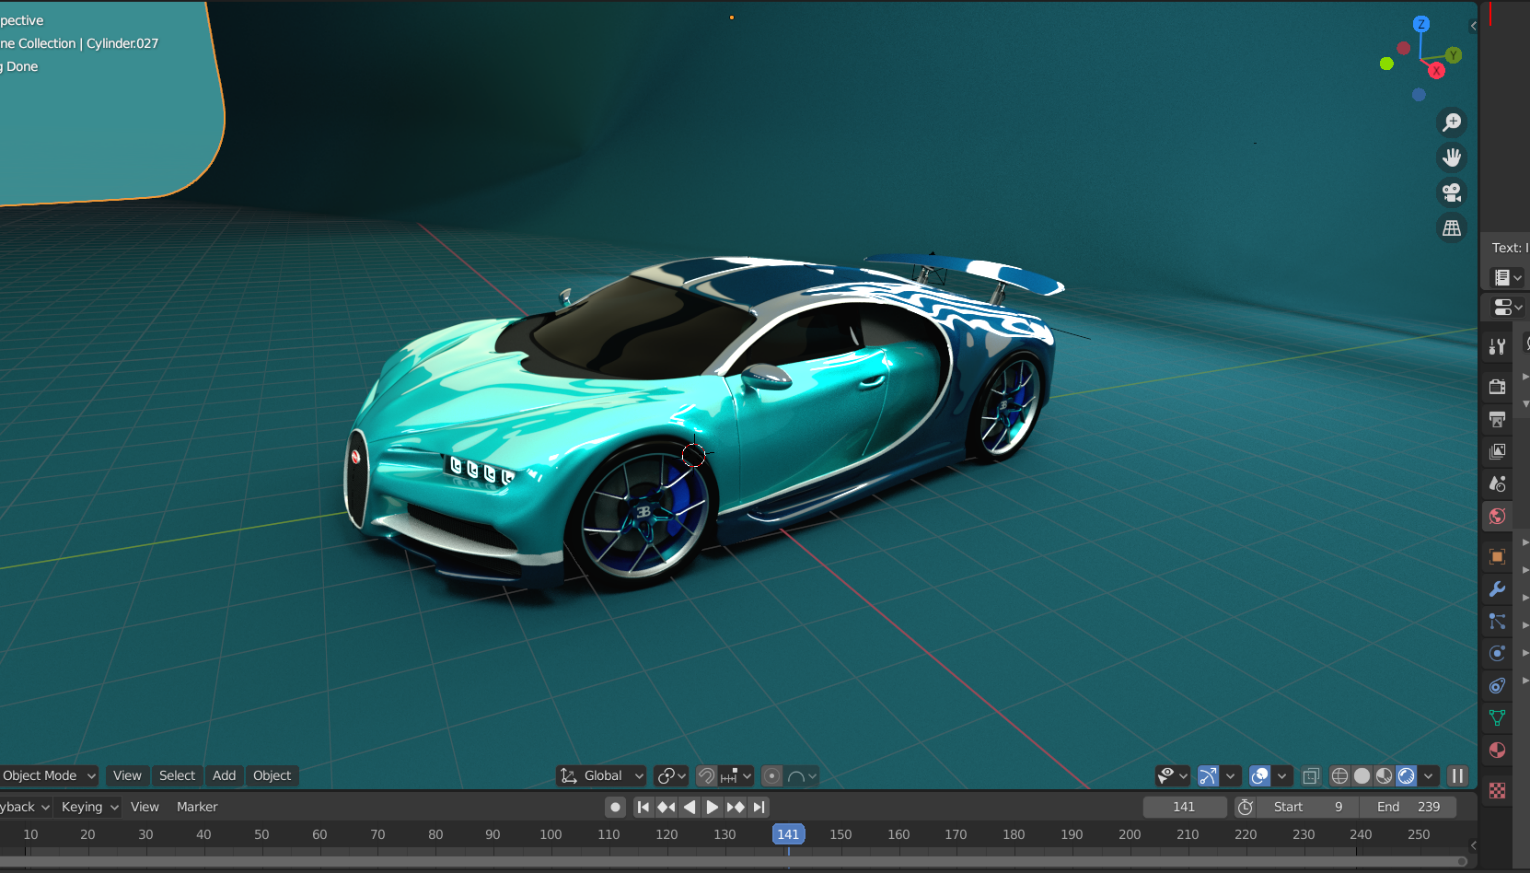 pective
ne Collection | Cylinder.027
g Done
Z
Y
X
Text: I
Object Mode View Select Add Object Global
yback Keying View Marker 141 Start 9 End 239
10 20 30 40 50 60 70 80 90 100 110 120 130 141 150 160 170 180 190 200 210 220 230 240 250